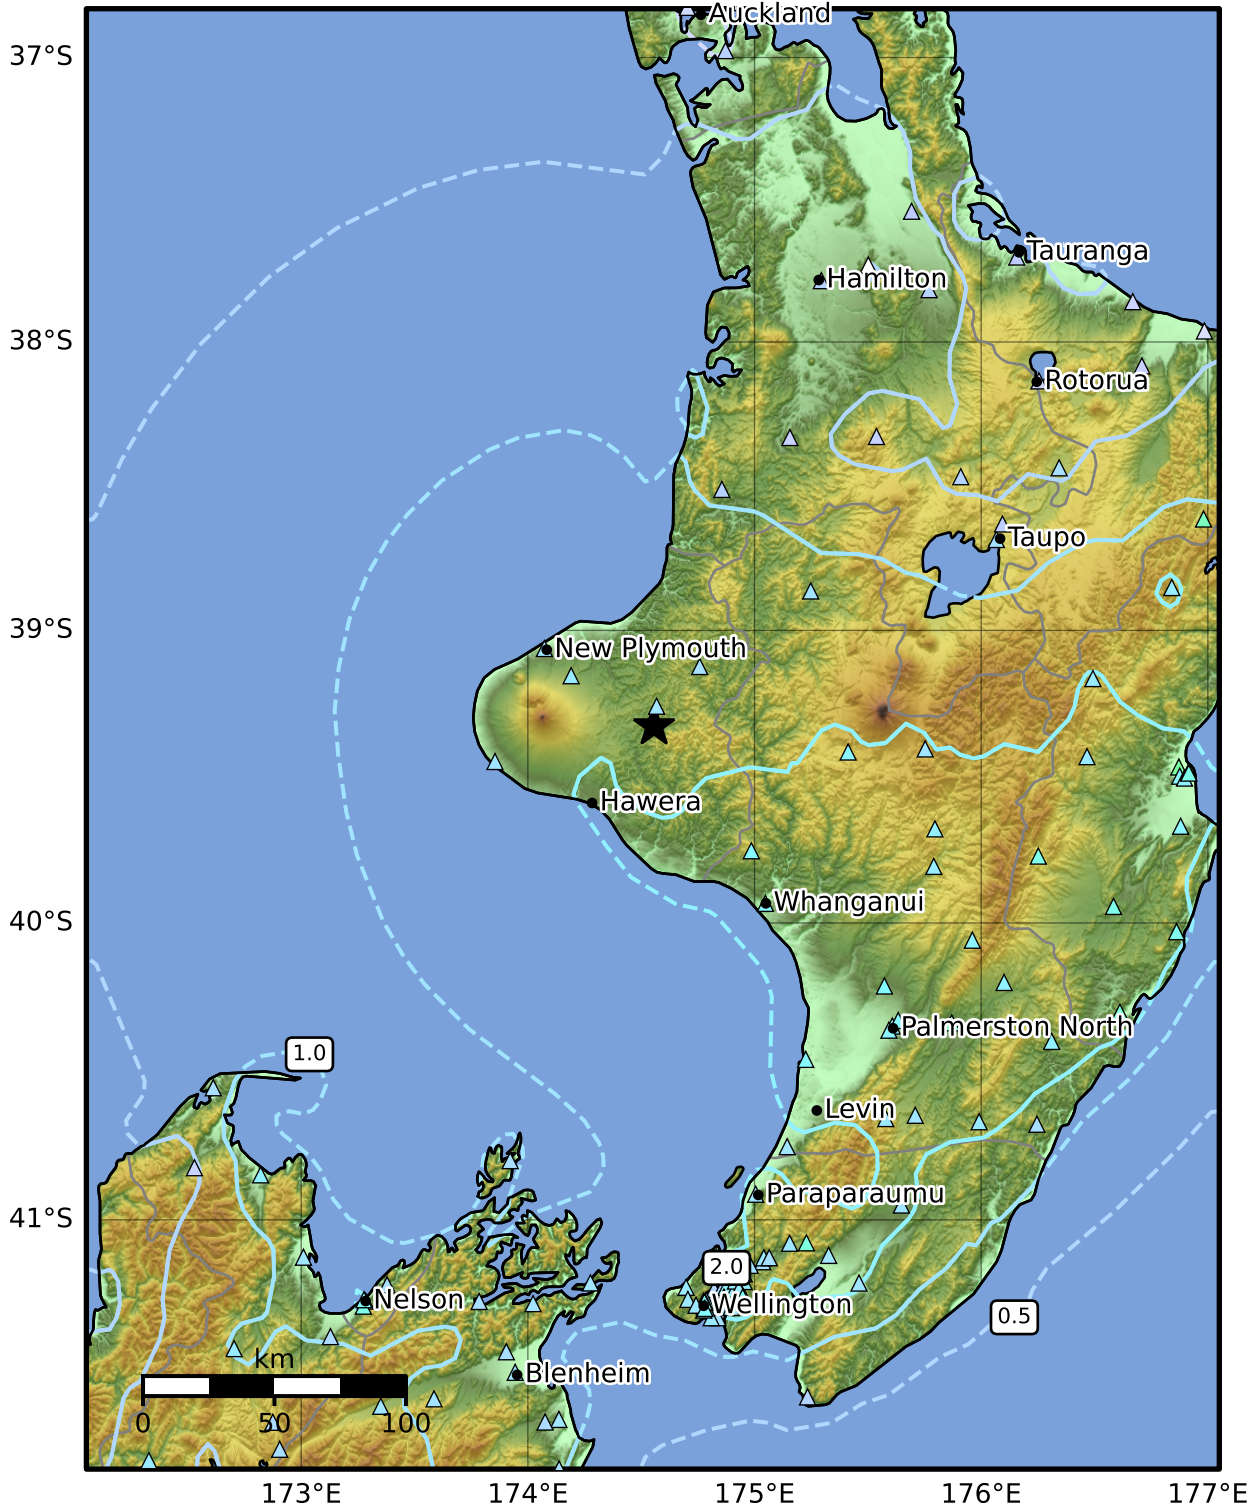 Auckland
37°S
Tauranga
Hamilton
38°S
Rotorua
Taupo
39°S
New Plymouth
Hawera
Whanganui
40°S
Palmerston North
1.0
Levin
Paraparaumu
41°S
2.0
Nelson
Wellington
0.5
km
Blenheim
0 50 100
173°E 174°E 175°E 176°E 177°E